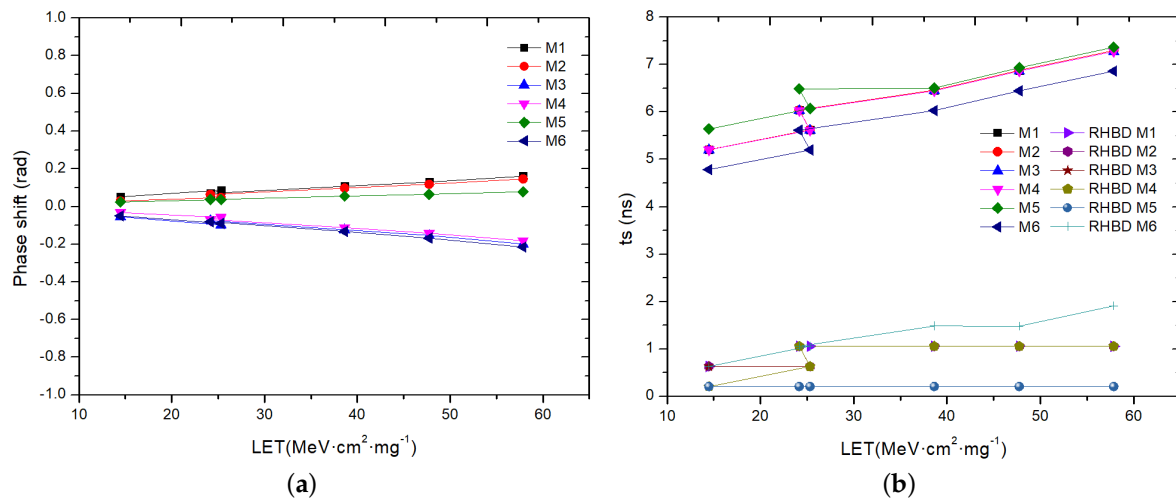 1.0
0.8
0.6
0.4
0.2
0.0
-0.2
-0.4
-0.6
-0.8
-1.0
Phase shift (rad)
10 20 30 40 50 60
LET(MeV·cm²·mg⁻¹)
M1
M2
M3
M4
M5
M6
(a)
8
7
6
5
4
3
2
1
0
ts (ns)
10 20 30 40 50 60
LET(MeV·cm²·mg⁻¹)
M1 RHBD M1
M2 RHBD M2
M3 RHBD M3
M4 RHBD M4
M5 RHBD M5
M6 RHBD M6
(b)